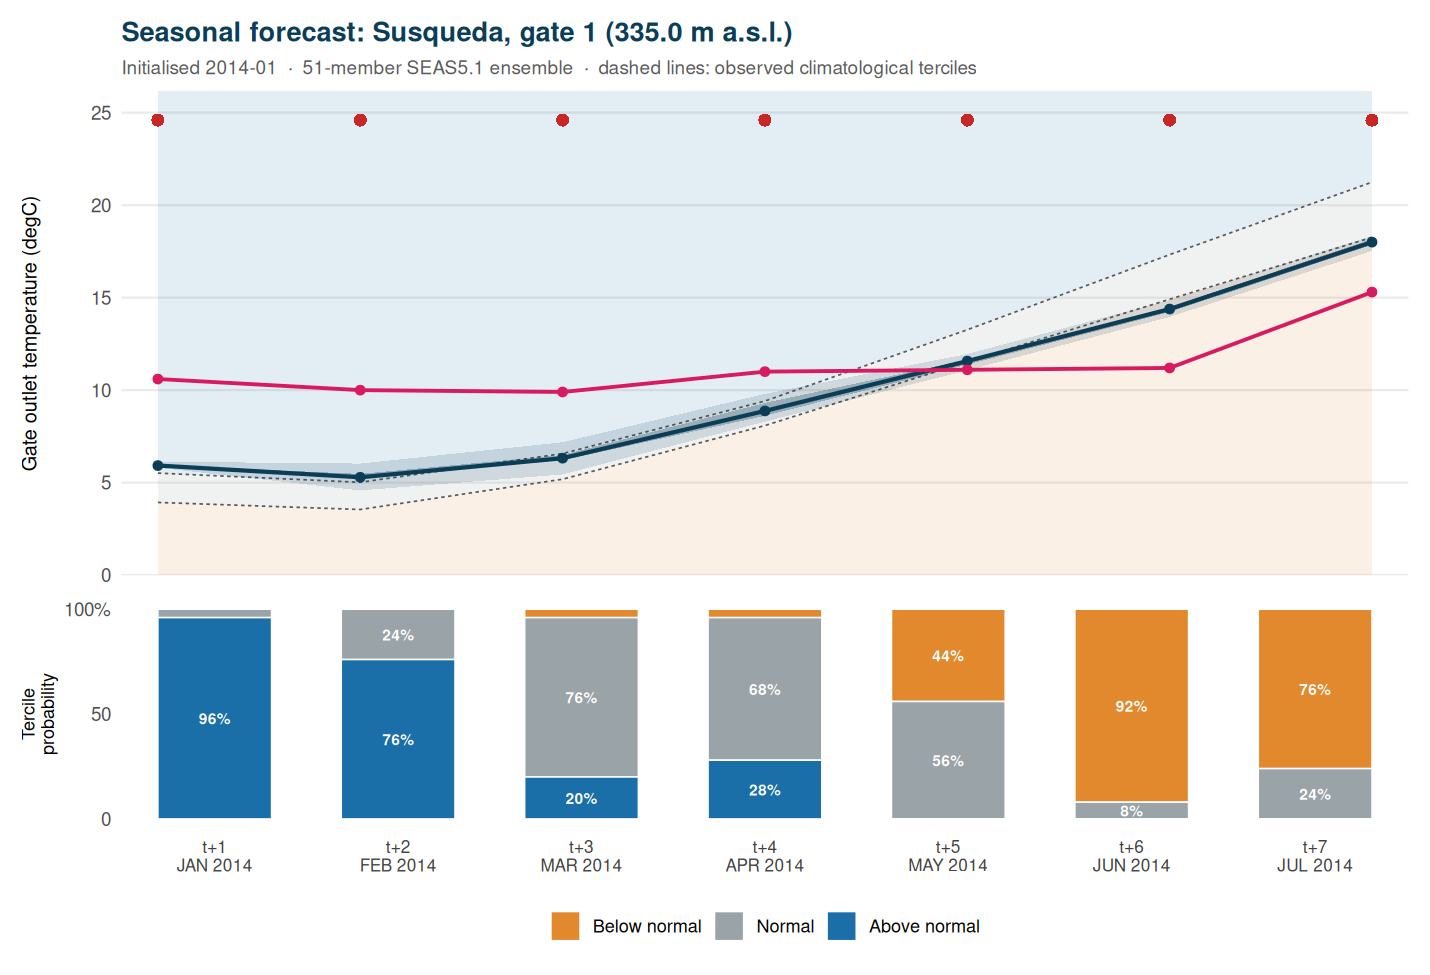 Seasonal forecast: Susqueda, gate 1 (335.0 m a.s.l.)
Initialised 2014-01 · 51-member SEAS5.1 ensemble · dashed lines: observed climatological terciles
Gate outlet temperature (degC)
25
20
15
10
5
0
Tercile
probability
100%
50
0
96%
24%
76%
76%
20%
68%
28%
44%
56%
92%
8%
76%
24%
t+1 t+2 t+3 t+4 t+5 t+6 t+7
JAN 2014 FEB 2014 MAR 2014 APR 2014 MAY 2014 JUN 2014 JUL 2014
Below normal Normal Above normal